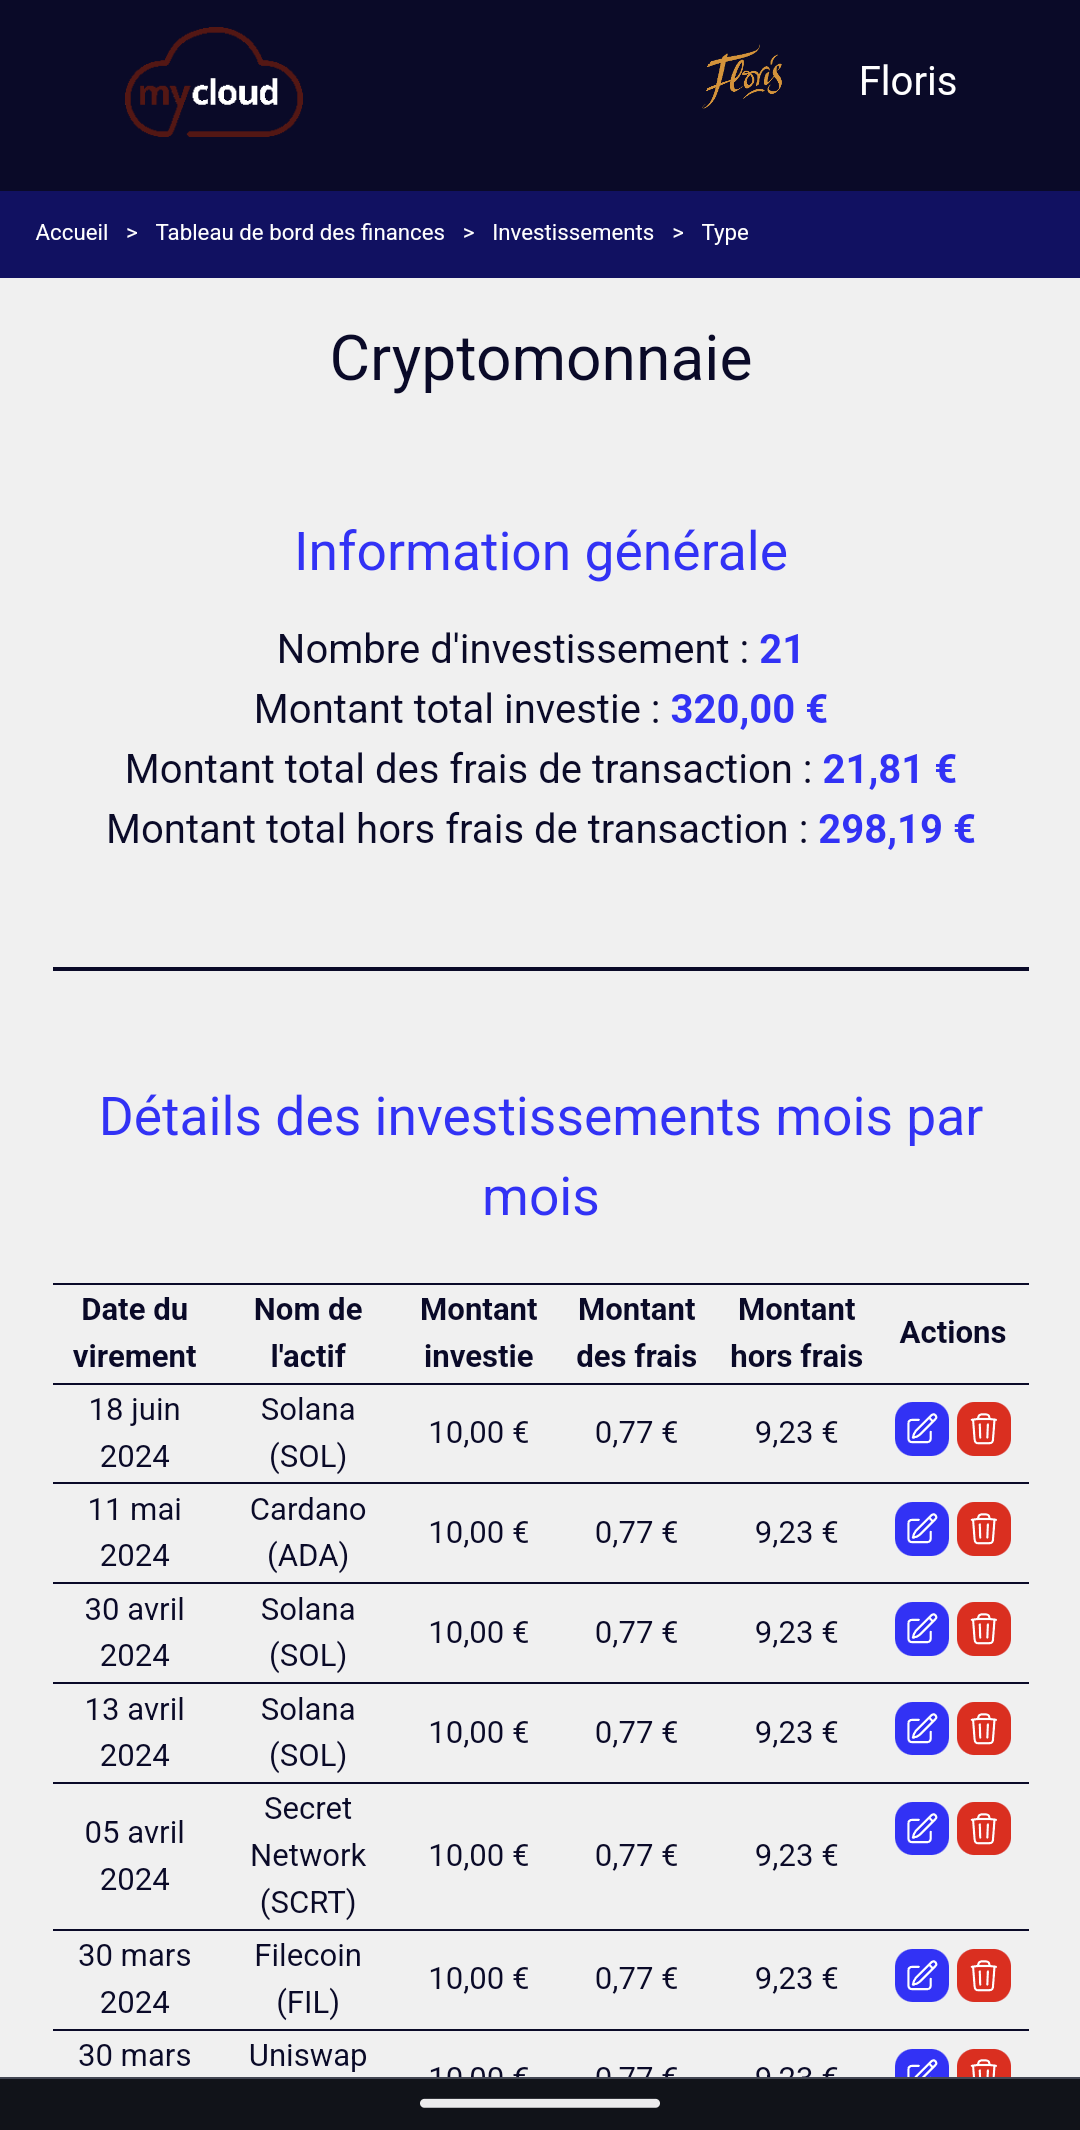 mycloud
Floris
Floris
Accueil > Tableau de bord des finances > Investissements > Type
Cryptomonnaie
Information générale
Nombre d'investissement : 21
Montant total investie : 320,00 €
Montant total des frais de transaction : 21,81 €
Montant total hors frais de transaction : 298,19 €
Détails des investissements mois par
mois
Date du virement Nom de l'actif Montant investie Montant des frais Montant hors frais Actions
18 juin 2024 Solana (SOL) 10,00 € 0,77 € 9,23 €
11 mai 2024 Cardano (ADA) 10,00 € 0,77 € 9,23 €
30 avril 2024 Solana (SOL) 10,00 € 0,77 € 9,23 €
13 avril 2024 Solana (SOL) 10,00 € 0,77 € 9,23 €
05 avril 2024 Secret Network (SCRT) 10,00 € 0,77 € 9,23 €
30 mars 2024 Filecoin (FIL) 10,00 € 0,77 € 9,23 €
30 mars Uniswap 10,00 € 0,77 € 9,23 €